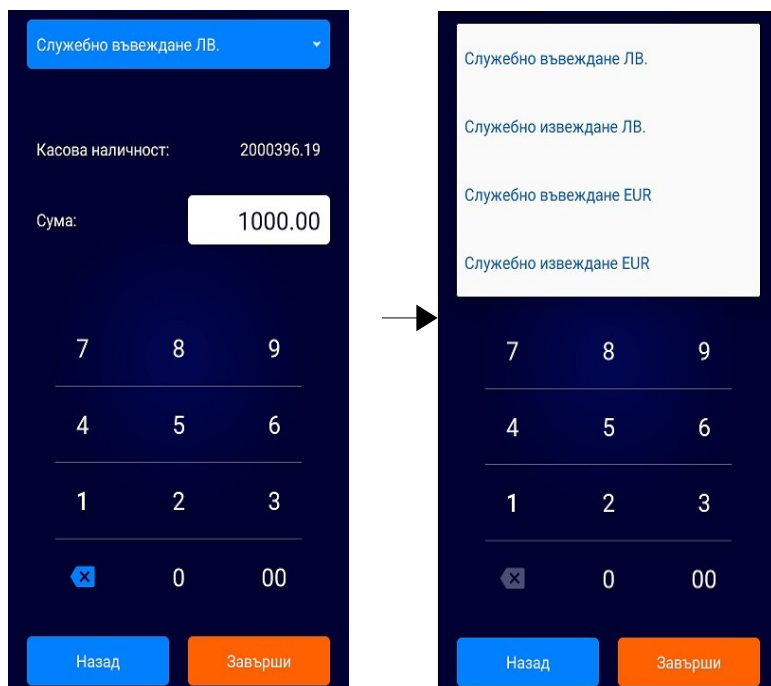 Служебно въвеждане ЛВ.
Касова наличност: 2000396.19
Сума: 1000.00
7 8 9
4 5 6
1 2 3
0 00
Назад Завърши
Служебно въвеждане ЛВ.
Служебно извеждане ЛВ.
Служебно въвеждане EUR
Служебно извеждане EUR
7 8 9
4 5 6
1 2 3
0 00
Назад Завърши